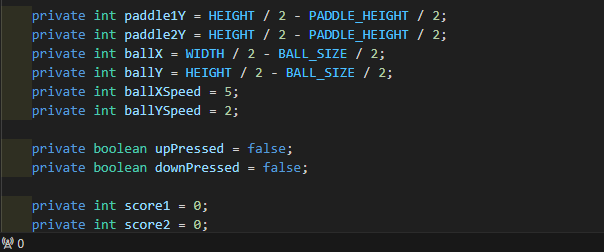 private int paddle1Y = HEIGHT / 2 - PADDLE_HEIGHT / 2;
private int paddle2Y = HEIGHT / 2 - PADDLE_HEIGHT / 2;
private int ballX = WIDTH / 2 - BALL_SIZE / 2;
private int ballY = HEIGHT / 2 - BALL_SIZE / 2;
private int ballXSpeed = 5;
private int ballYSpeed = 2;
private boolean upPressed = false;
private boolean downPressed = false;
private int score1 = 0;
private int score2 = 0;
0